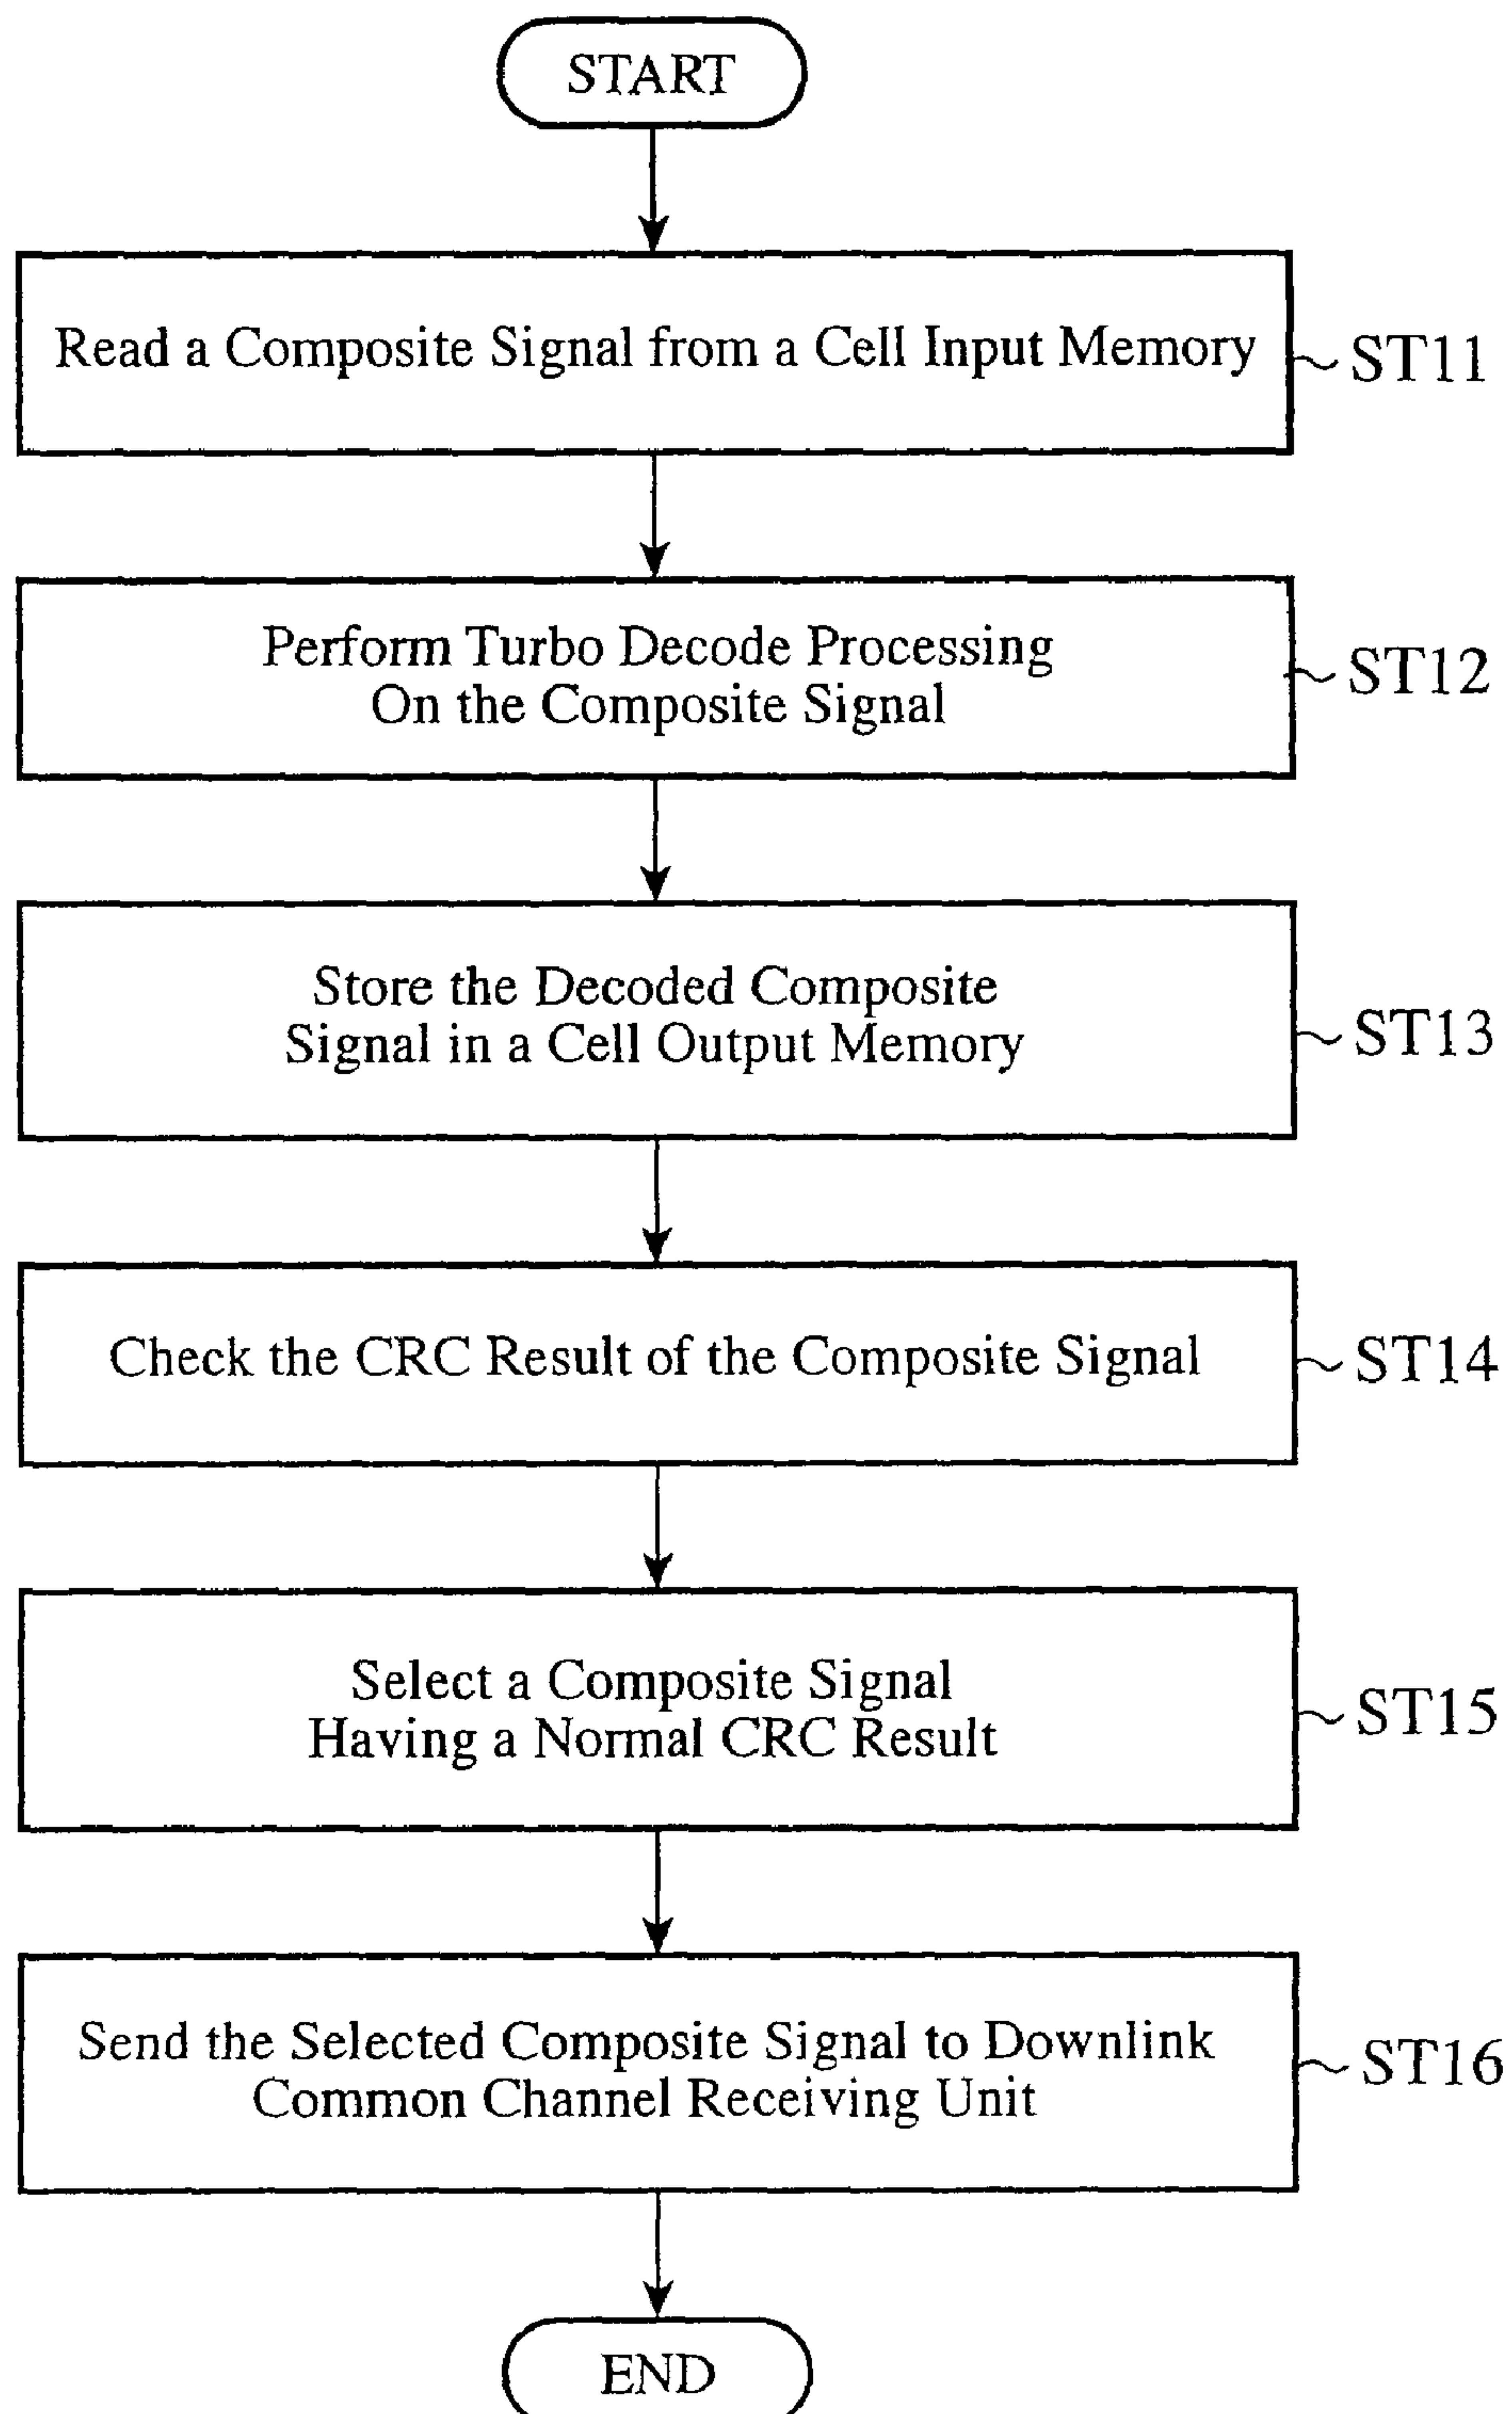 START
Read a Composite Signal from a Cell Input Memory
ST11
Perform Turbo Decode Processing
On the Composite Signal
ST12
Store the Decoded Composite
Signal in a Cell Output Memory
ST13
Check the CRC Result of the Composite Signal
ST14
Select a Composite Signal
Having a Normal CRC Result
ST15
Send the Selected Composite Signal to Downlink
Common Channel Receiving Unit
ST16
END